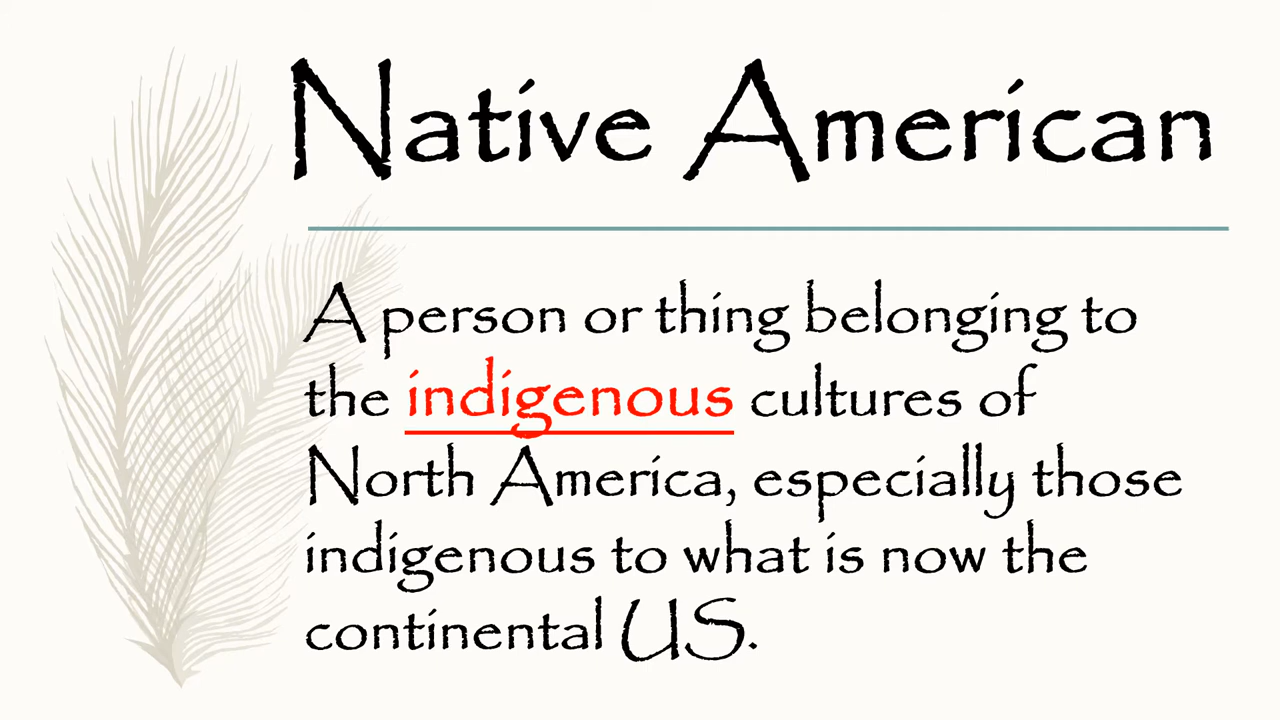 Native American
A person or thing belonging to
the indigenous cultures of
North America, especially those
indigenous to what is now the
continental US.